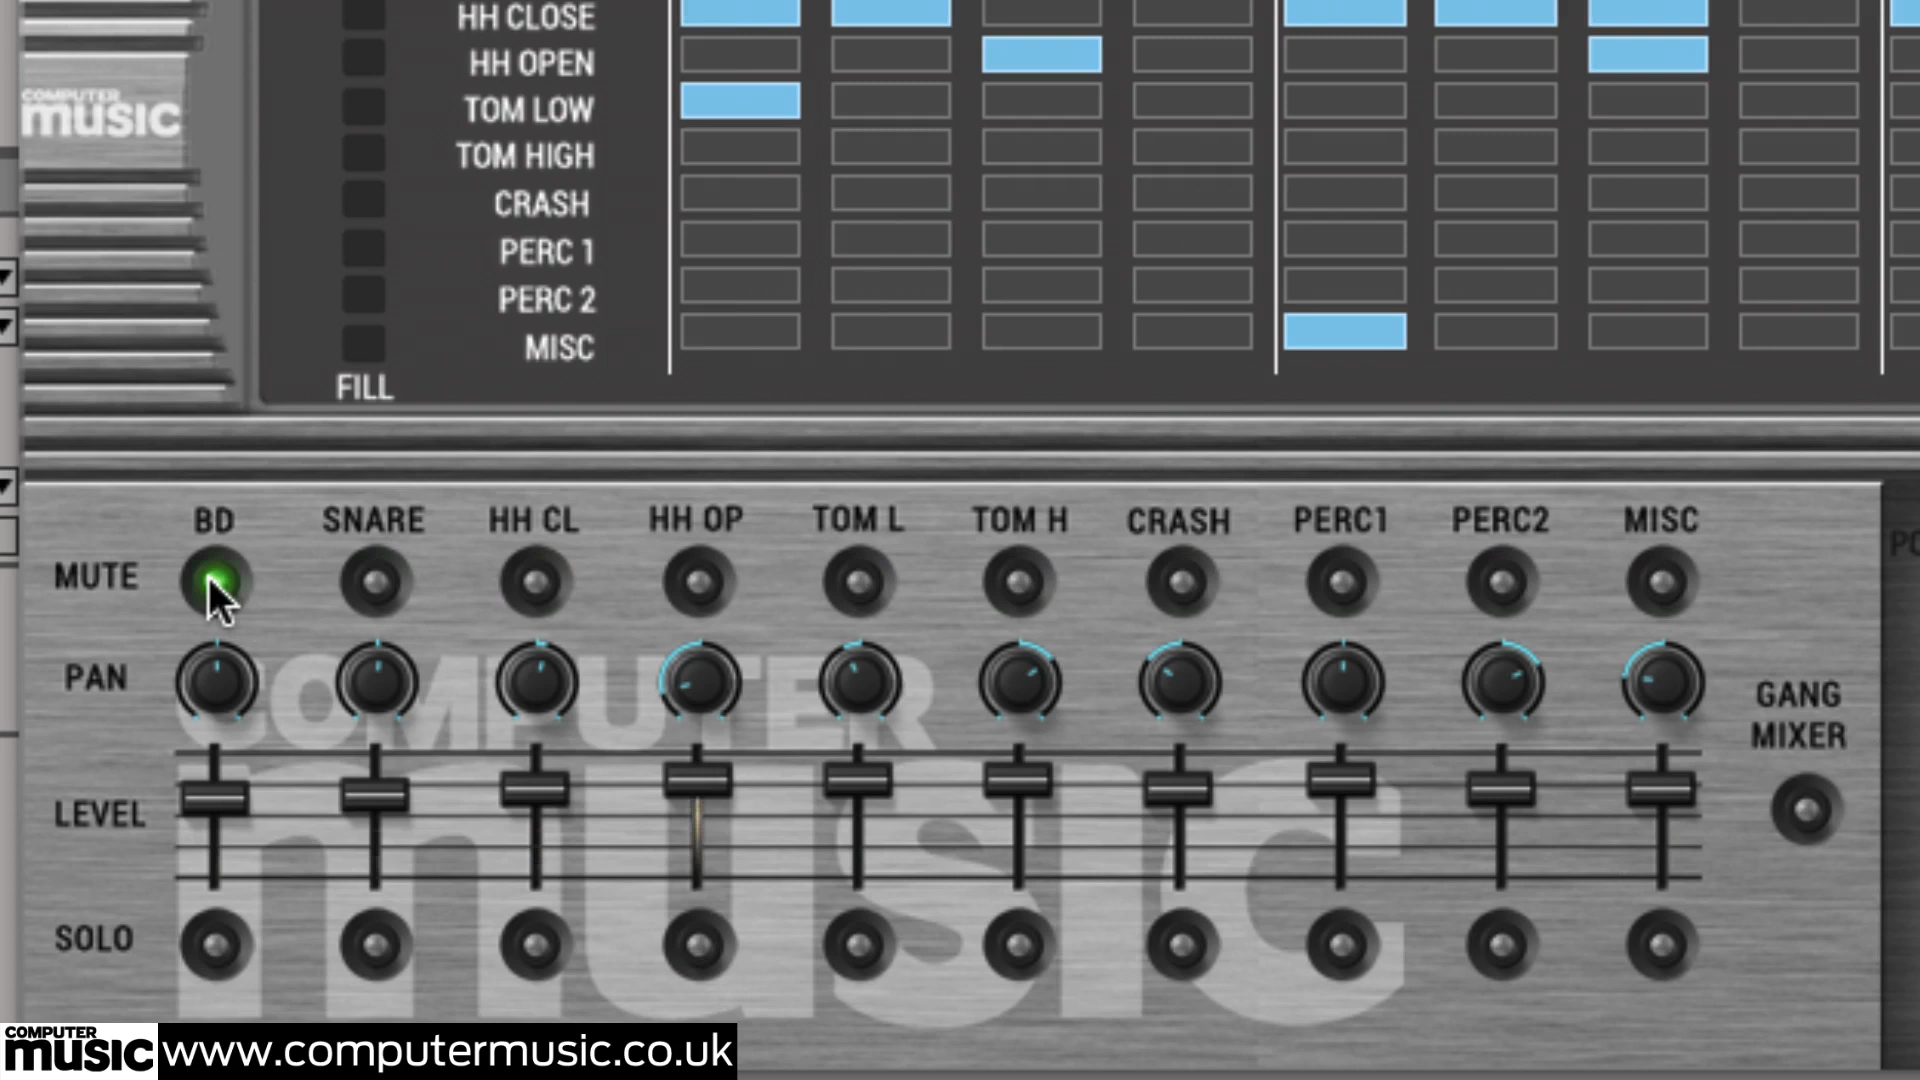 HH CLOSE
HH OPEN
TOM LOW
TOM HIGH
CRASH
PERC 1
PERC 2
MISC
FILL
COMPUTER
music
BD SNARE HH CL HH OP TOM L TOM H CRASH PERC1 PERC2 MISC
MUTE
PAN
GANG
MIXER
LEVEL
SOLO
COMPUTER
music
COMPUTER
music
www.computermusic.co.uk